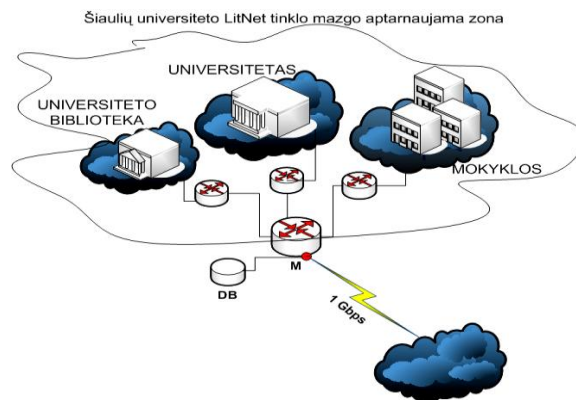 Šiaulių universiteto LitNet tinklo mazgo aptarnaujama zona
UNIVERSITETAS
UNIVERSITETO
BIBLIOTEKA
MOKYKLOS
M
DB
1 Gbps